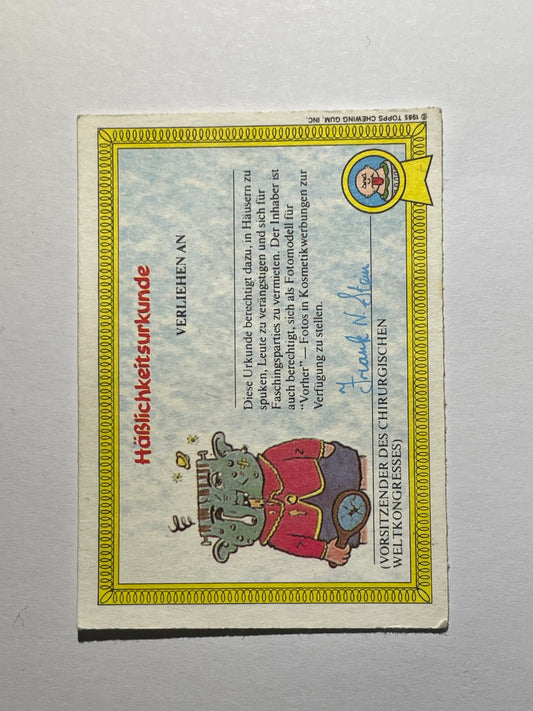 © 1985 TOPPS CHEWING GUM, INC.
Häßlichkeitsurkunde
VERLIEHEN AN
Diese Urkunde berechtigt dazu, in Häusern zu
spuken, Leute zu verängstigen und sich für
Faschingsparties zu vermieten. Der Inhaber ist
auch berechtigt, sich als Fotomodell für
"Vorher" — Fotos in Kosmetikwerbungen zur
Verfügung zu stellen.
Frank N. Stein
(VORSITZENDER DES CHIRURGISCHEN
WELTKONGRESSES)